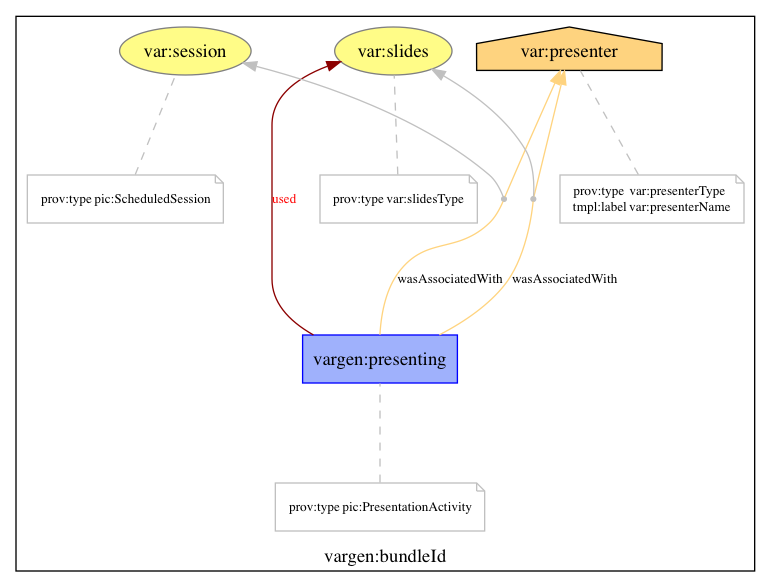 var:session
var:slides
var:presenter
prov:type pic:ScheduledSession
used
prov:type var:slidesType
prov:type  var:presenterType
tmpl:label var:presenterName
wasAssociatedWith
wasAssociatedWith
vargen:presenting
prov:type pic:PresentationActivity
vargen:bundleId